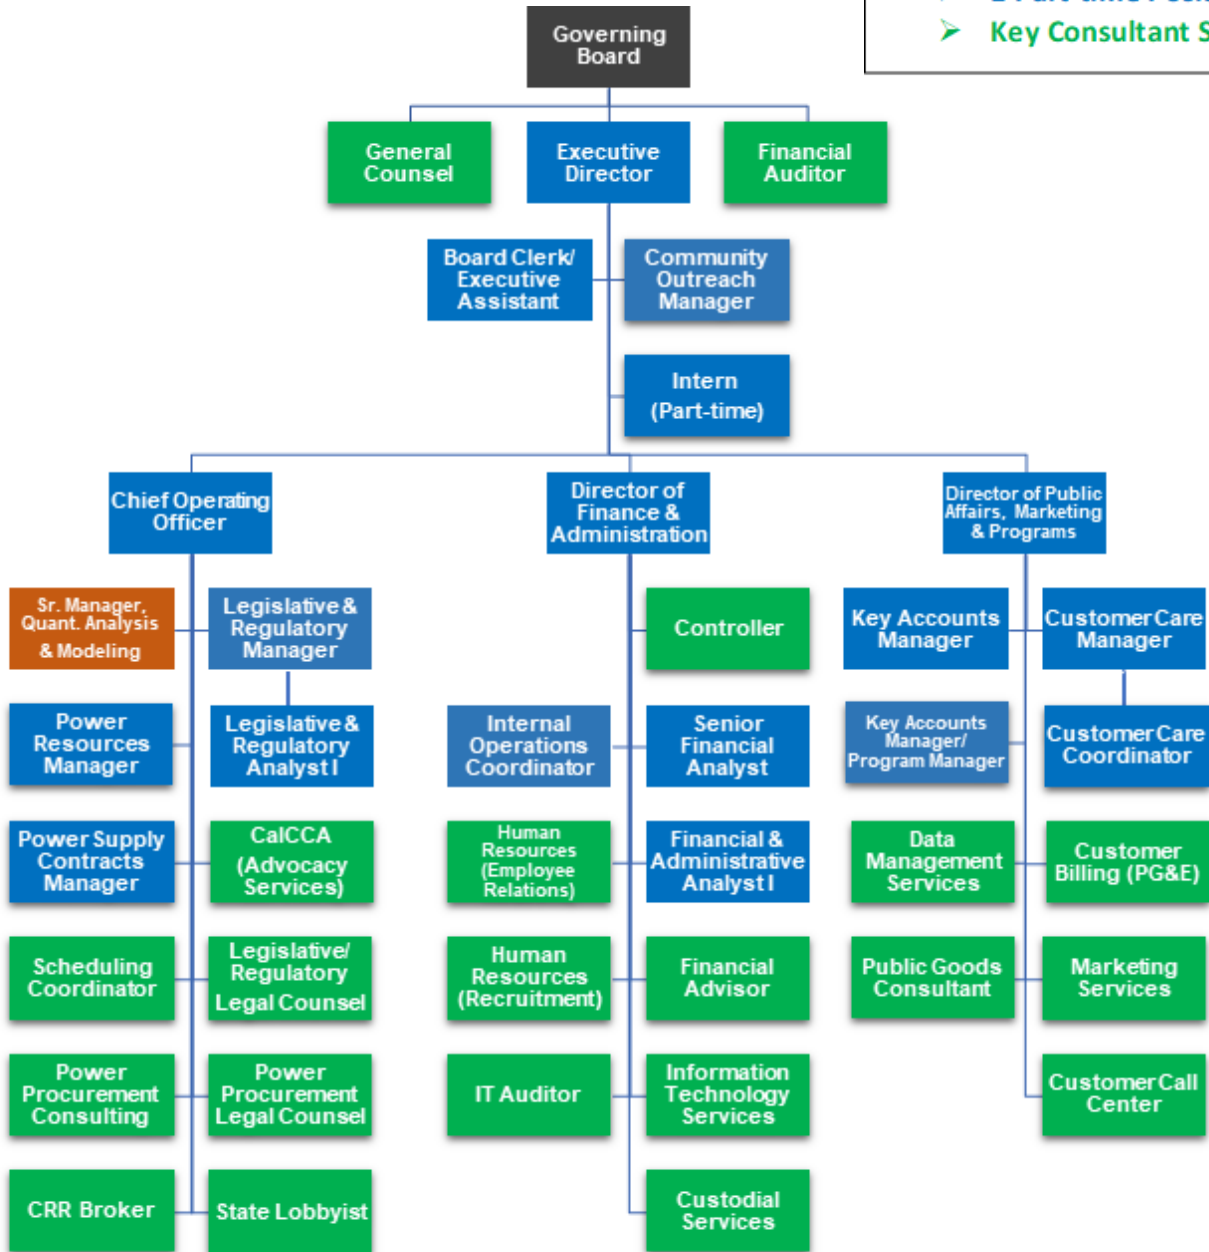 Key Consultant
Governing
Board
General
Counsel
Executive
Director
Financial
Auditor
Board Clerk/
Executive
Assistant
Community
Outreach
Manager
Intern
(Part-time)
Chief Operating
Officer
Director of
Finance &
Administration
Director of Public
Affairs, Marketing
& Programs
Sr. Manager,
Quant. Analysis
& Modeling
Legislative &
Regulatory
Manager
Controller
Key Accounts
Manager
Customer Care
Manager
Power
Resources
Manager
Legislative &
Regulatory
Analyst I
Internal
Operations
Coordinator
Senior
Financial
Analyst
Key Accounts
Manager/
Program Manager
Customer Care
Coordinator
Power Supply
Contracts
Manager
CalCCA
(Advocacy
Services)
Human
Resources
(Employee
Relations)
Financial &
Administrative
Analyst I
Data
Management
Services
Customer
Billing (PG&E)
Scheduling
Coordinator
Legislative/
Regulatory
Legal Counsel
Human
Resources
(Recruitment)
Financial
Advisor
Public Goods
Consultant
Marketing
Services
Power
Procurement
Consulting
Power
Procurement
Legal Counsel
IT Auditor
Information
Technology
Services
Customer Call
Center
CRR Broker
State Lobbyist
Custodial
Services